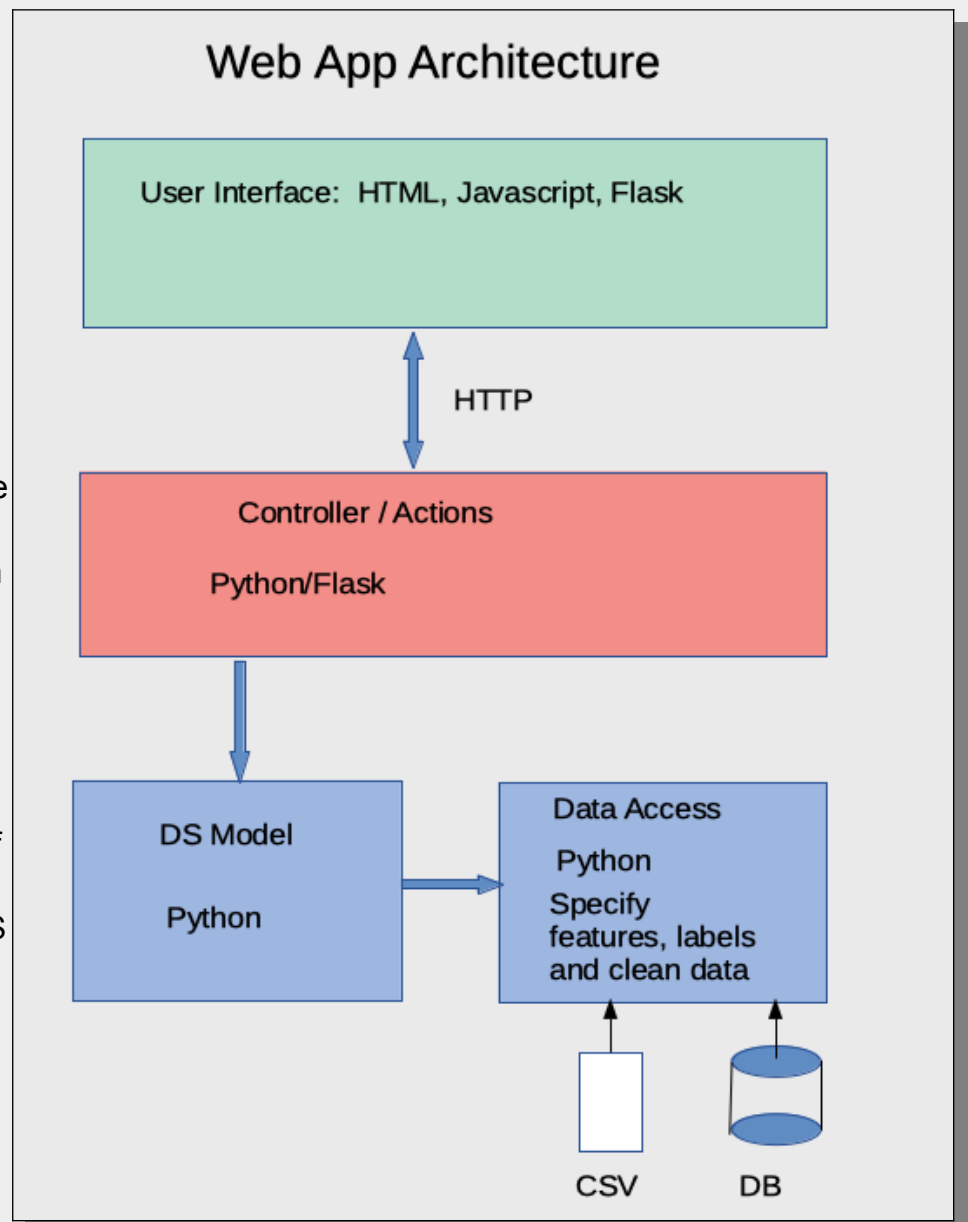 Web App Architecture
User Interface:  HTML, Javascript, Flask
HTTP
Controller / Actions
Python/Flask
DS Model
Python
Data Access
Python
Specify
features, labels
and clean data
CSV
DB